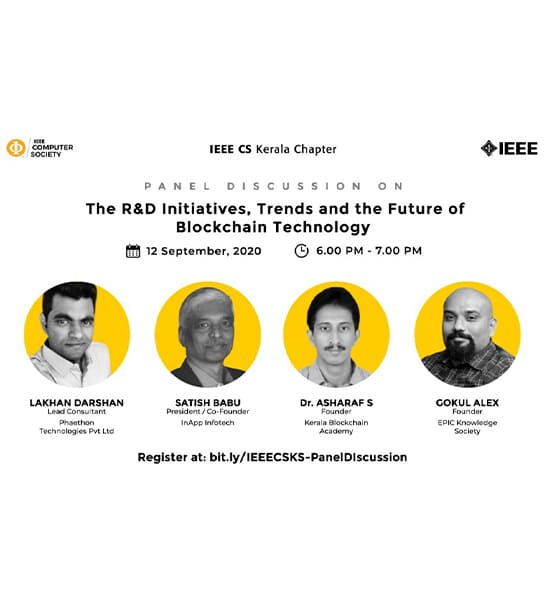 IEEE
COMPUTER
SOCIETY
IEEE CS Kerala Chapter
IEEE
PANEL DISCUSSION ON
The R&D Initiatives, Trends and the Future of
Blockchain Technology
12 September, 2020
6.00 PM - 7.00 PM
LAKHAN DARSHAN
Lead Consultant
Phaethon
Technologies Pvt Ltd
SATISH BABU
President / Co-Founder
InApp Infotech
Dr. ASHARAF S
Founder
Kerala Blockchain
Academy
GOKUL ALEX
Founder
EPIC Knowledge
Society
Register at: bit.ly/IEEECSKS-PanelDIscussion